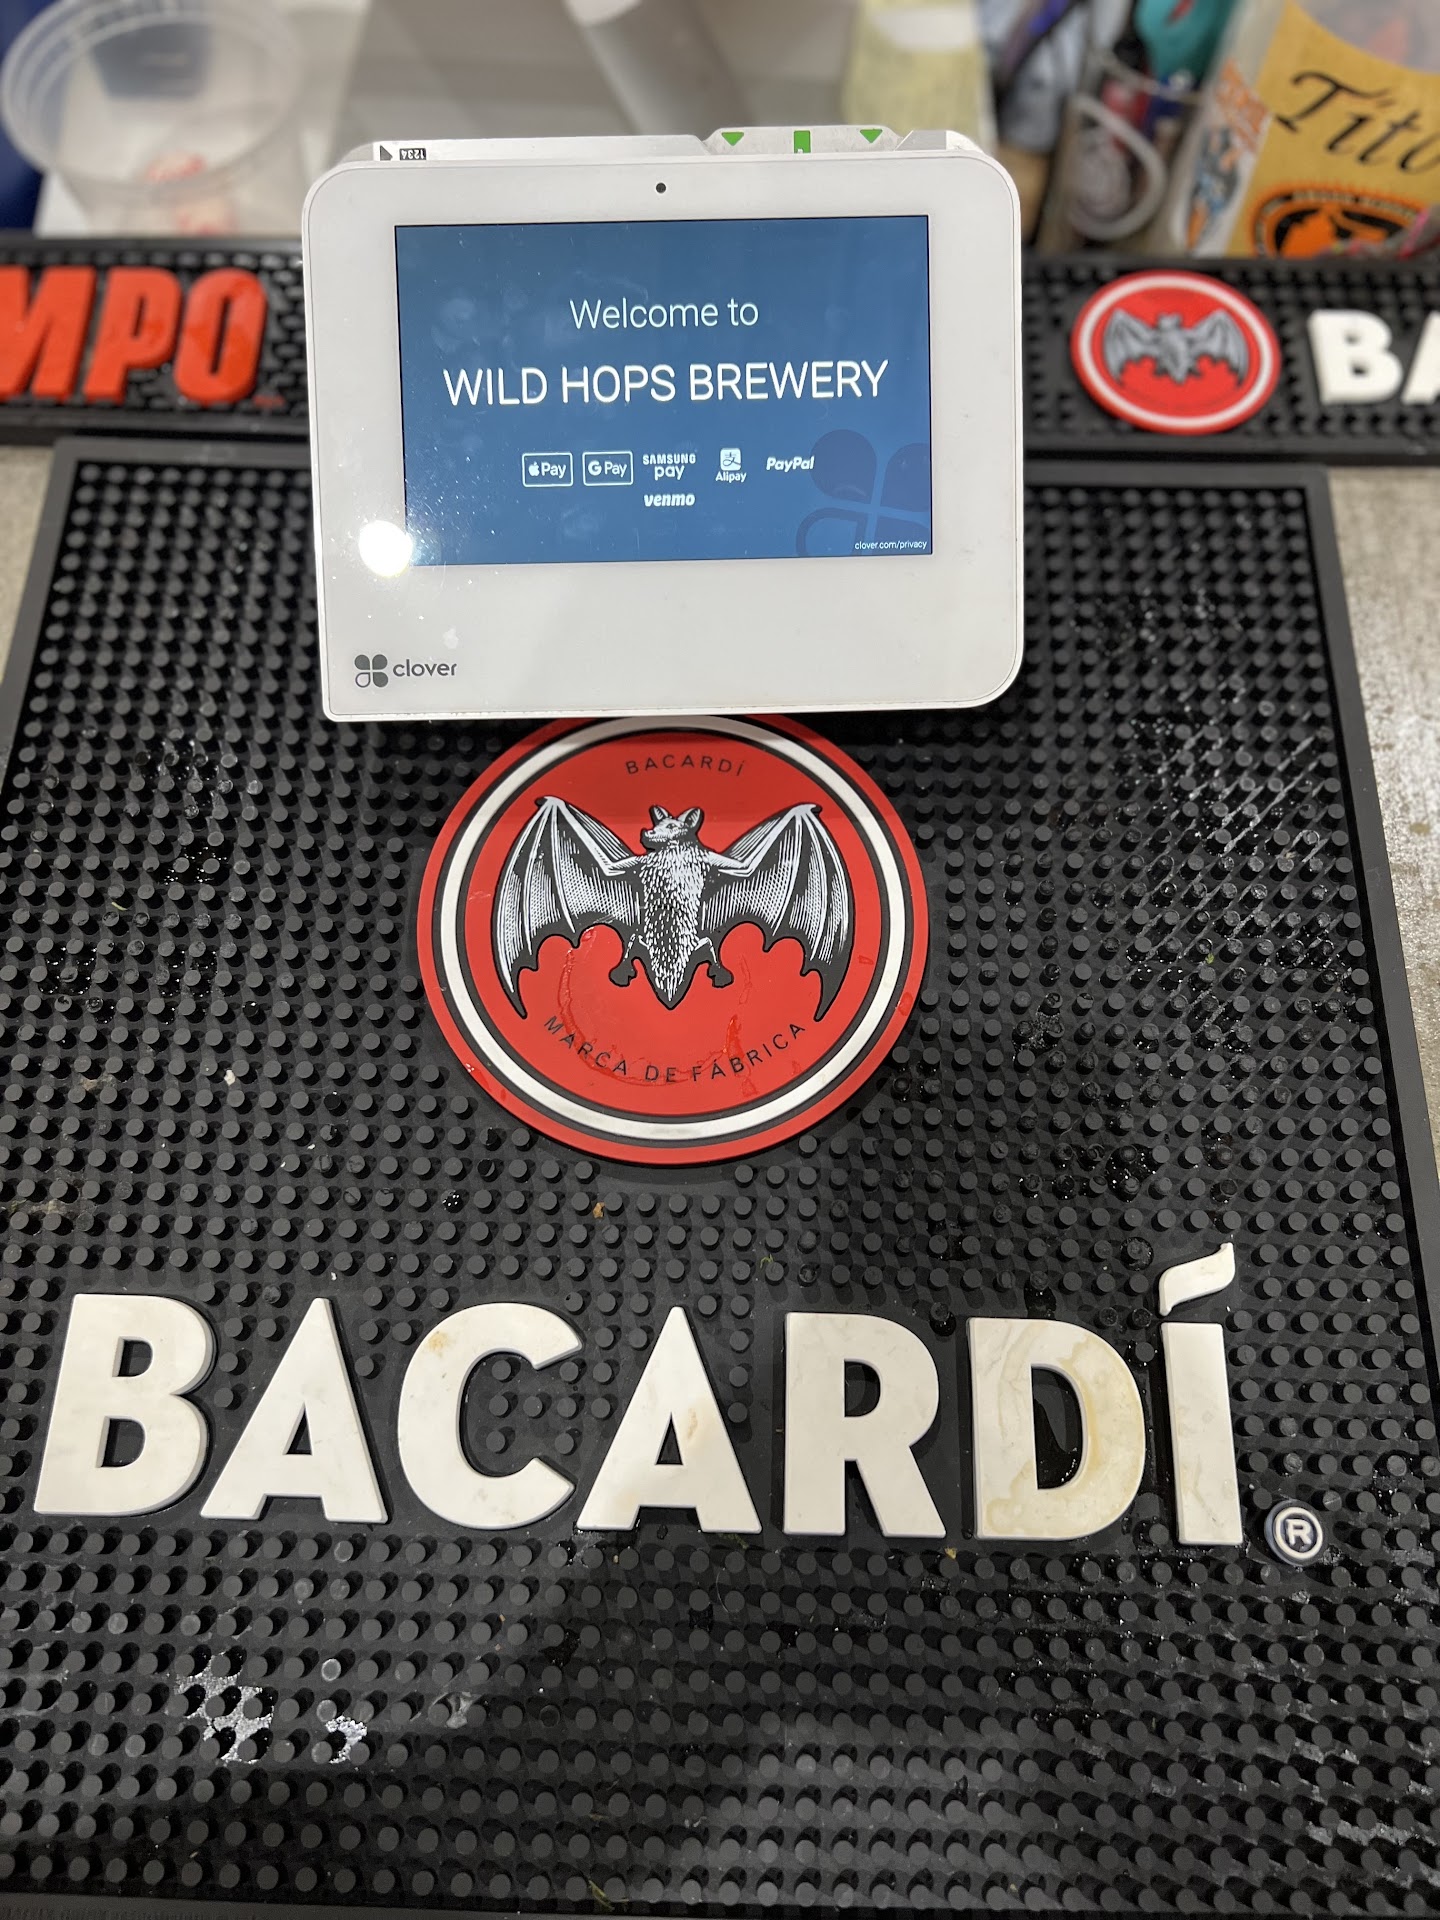 1234
Tito
MPO
BA
Welcome to
WILD HOPS BREWERY
Pay G Pay SAMSUNG pay Alipay PayPal
venmo
clover.com/privacy
clover
BACARDÍ
MARCA DE FÁBRICA
BACARDÍ®